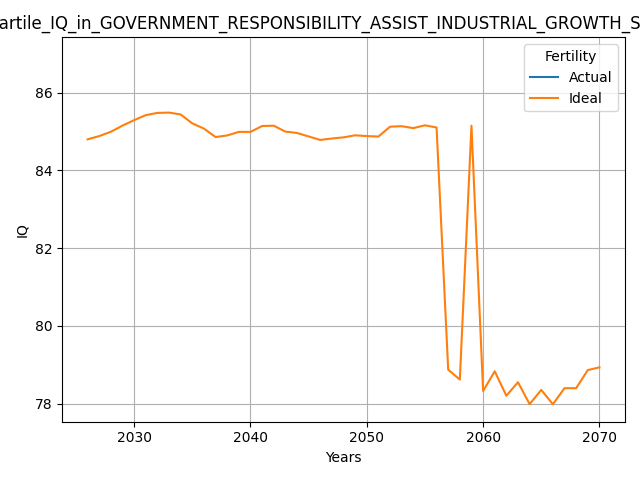 artile_IQ_in_GOVERNMENT_RESPONSIBILITY_ASSIST_INDUSTRIAL_GROWTH_S
Fertility
Actual
Ideal
86
84
82
80
78
IQ
2030 2040 2050 2060 2070
Years